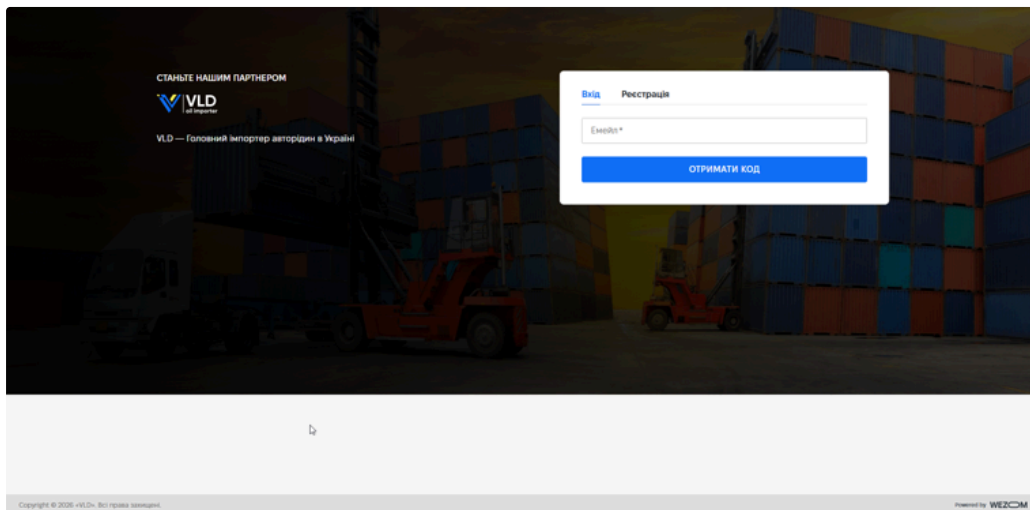 СТАНЬТЕ НАШИМ ПАРТНЕРОМ
VLD
oil importer
VLD — Головний імпортер авторідин в Україні
Вхід Реєстрація
Емейл*
ОТРИМАТИ КОД
Copyright © 2026 «VLD». Всі права захищені.
Powered by WEZOM